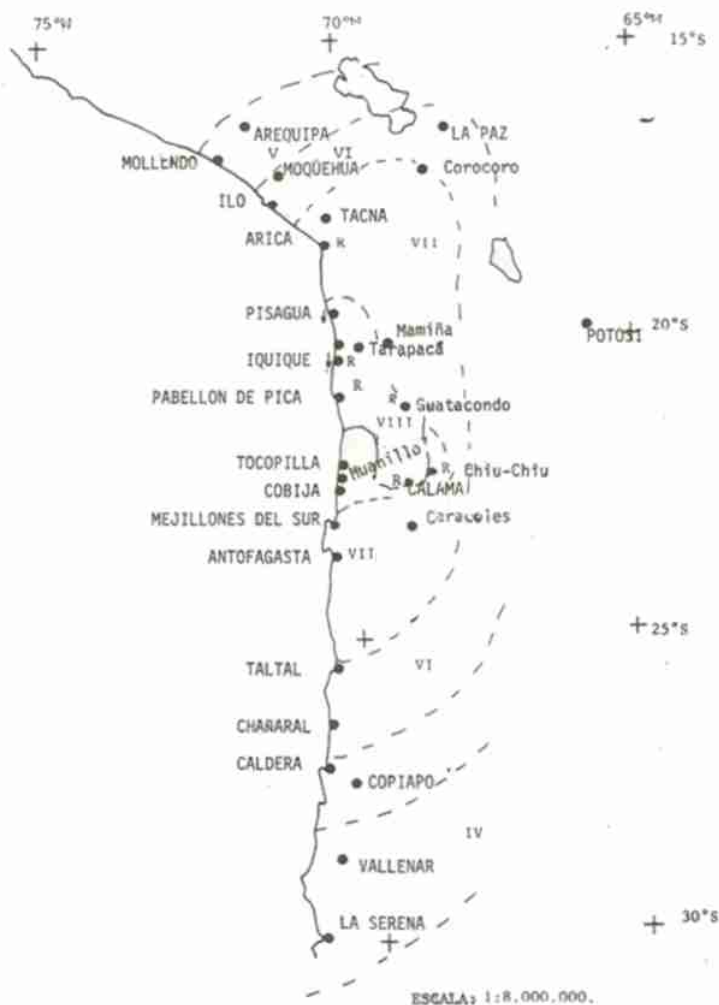 75°W 70°W 65°W
15°S
AREQUIPA LA PAZ
V VI
MOLLENDO MOQUEHUA Corocoro
ILO TACNA
ARICA R VII
PISAGUA
20°S
POTOSI
Mamiña
Tarapacá
IQUIQUE R
R
PABELLON DE PICA R Guatacondo
VIII
TOCOPILLA Huanillo R Chiu-Chiu
COBIJA R CALAMA
MEJILLONES DEL SUR Caracoles
ANTOFAGASTA VII
25°S
TALTAL VI
CHAÑARAL
CALDERA
COPIAPO
IV
VALLENAR
LA SERENA 30°S
ESCALA: 1:8.000.000.